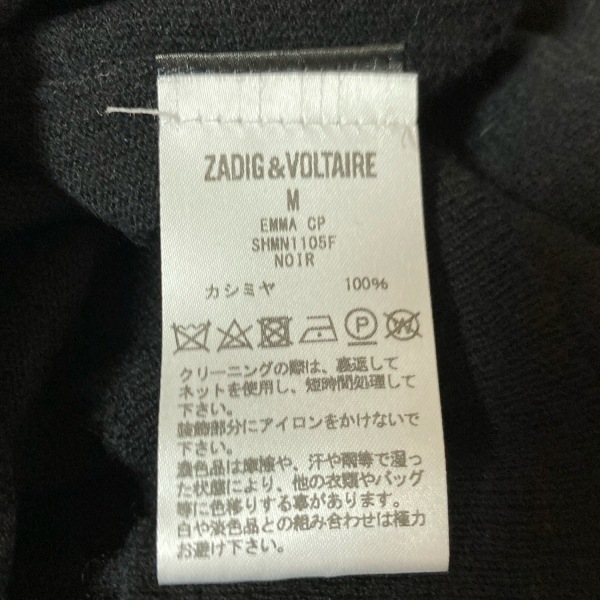 ZADIG&VOLTAIRE
M
EMMA CP
SHMN1105F
NOIR
カシミヤ 100%
P W
クリーニングの際は、裏返して
ネットを使用し、短時間処理して
下さい。
装飾部分にアイロンをかけないで
下さい。
濃色品は摩擦や、汗や雨等で湿っ
た状態により、他の衣類やバッグ
等に色移りする事があります。
白や淡色品との組み合わせは極力
お避け下さい。